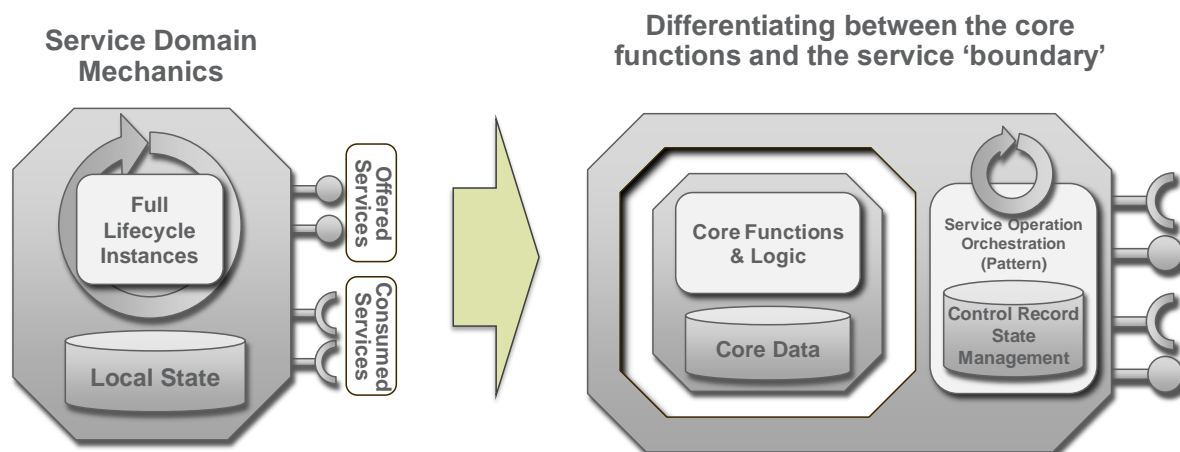 Service Domain
Mechanics
Full
Lifecycle
Instances
Local State
Offered
Services
Consumed
Services
Differentiating between the core
functions and the service ‘boundary’
Core Functions
& Logic
Core Data
Service Operation
Orchestration
(Pattern)
Control Record
State
Management